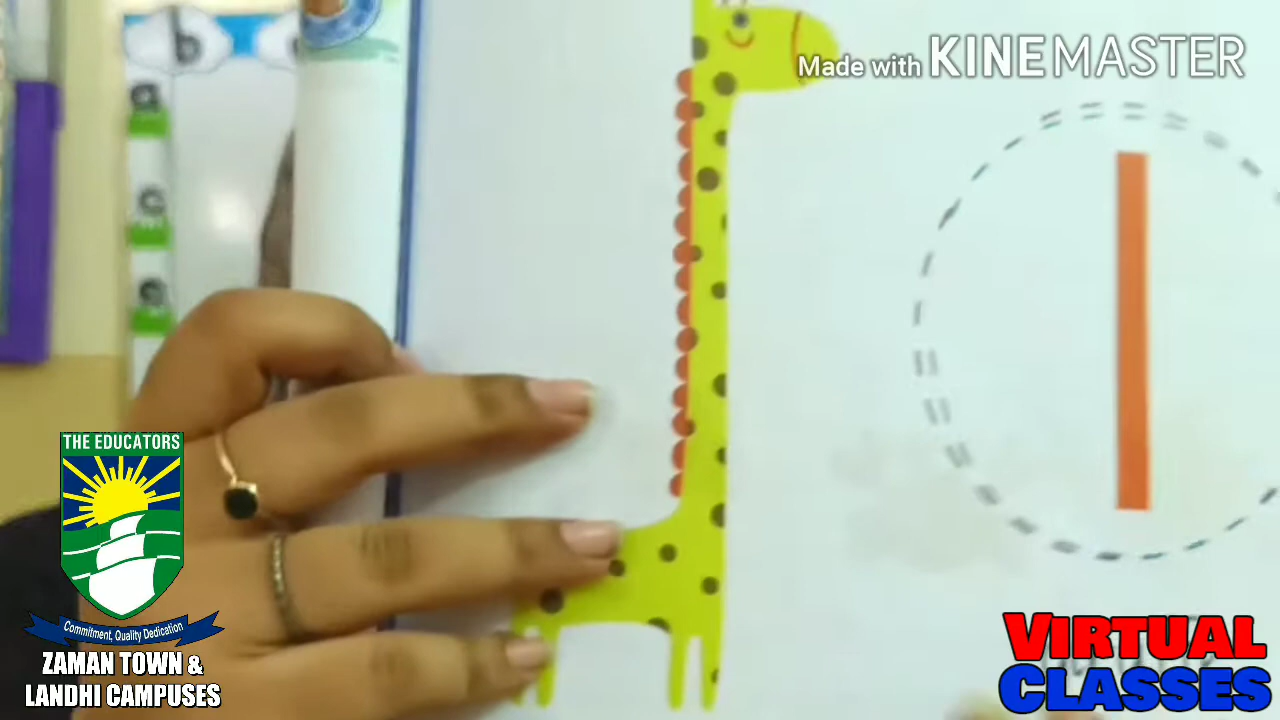 Made with KINEMASTER
THE EDUCATORS
Commitment, Quality Dedication
ZAMAN TOWN &
LANDHI CAMPUSES
VIRTUAL
CLASSES